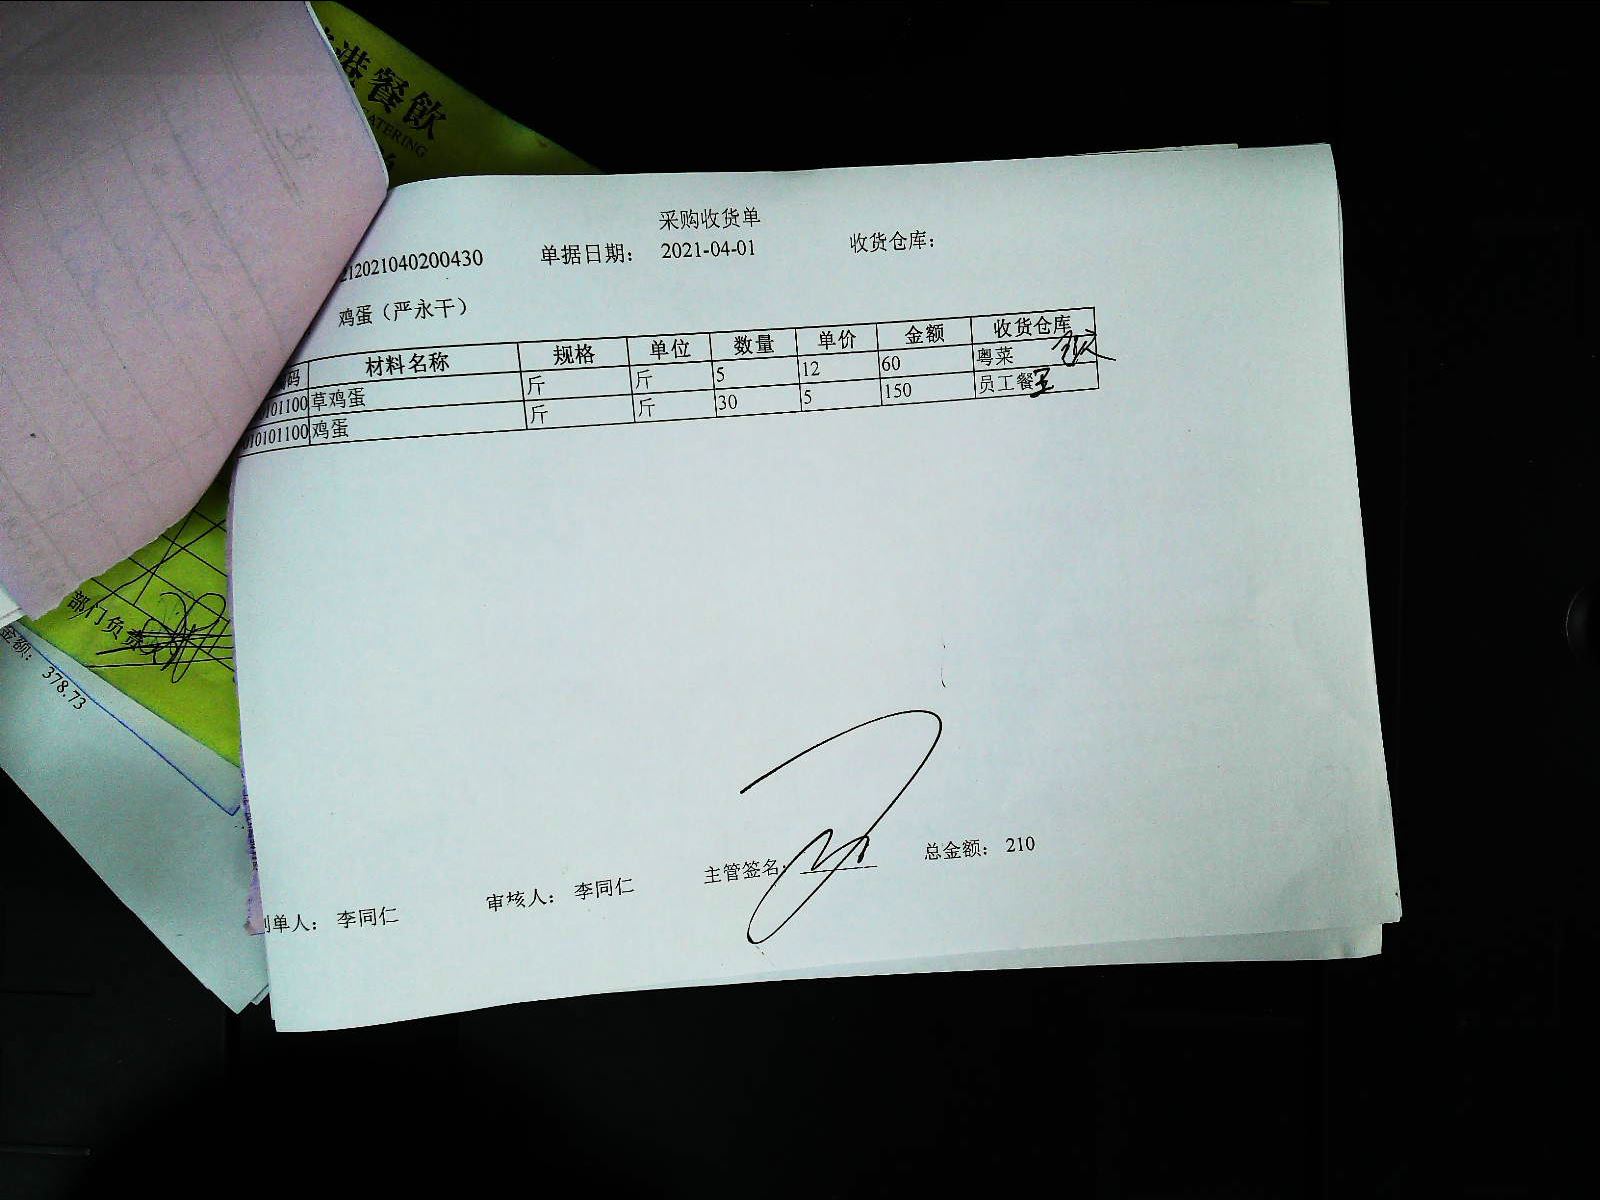 港餐飲
CATERING
采购收货单
212021040200430 单据日期： 2021-04-01 收货仓库：
鸡蛋（严永干）
码 材料名称 规格 单位 数量 单价 金额 收货仓库
0101100 草鸡蛋 斤 斤 5 12 60 粤菜
010101100 鸡蛋 斤 斤 30 5 150 员工餐
部门负责人
金额： 378.73
制单人： 李同仁 审核人： 李同仁 主管签名： 总金额： 210